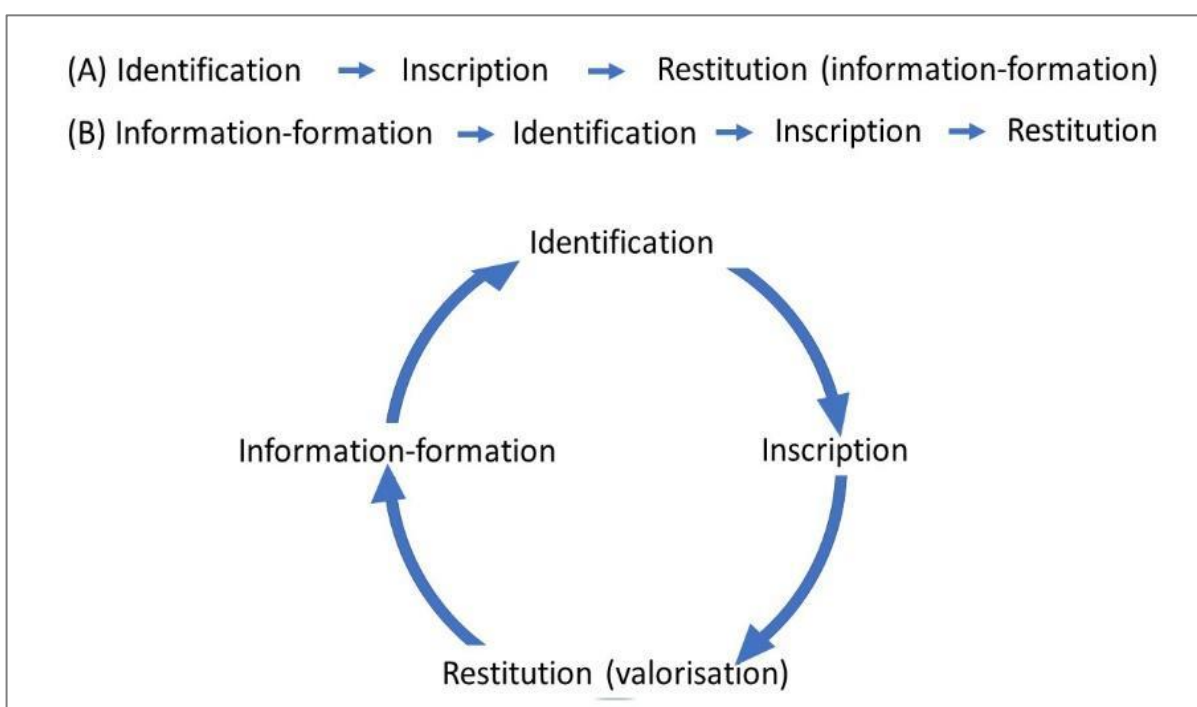 (A) Identification → Inscription → Restitution (information-formation)
(B) Information-formation → Identification → Inscription → Restitution
Identification
Information-formation Inscription
Restitution (valorisation)